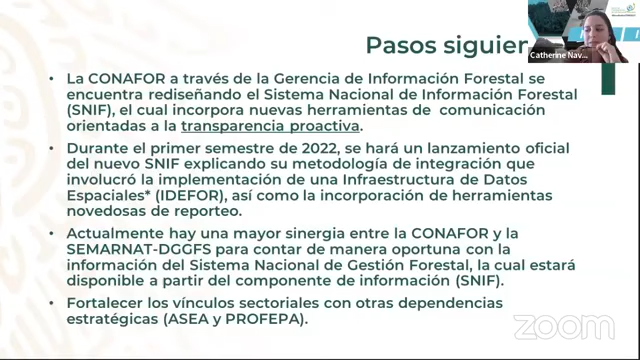 Pasos siguien
Catherine Nav...
• La CONAFOR a través de la Gerencia de Información Forestal se
encuentra rediseñando el Sistema Nacional de Información Forestal
(SNIF), el cual incorpora nuevas herramientas de comunicación
orientadas a la transparencia proactiva.
• Durante el primer semestre de 2022, se hará un lanzamiento oficial
del nuevo SNIF explicando su metodología de integración que
involucró la implementación de una Infraestructura de Datos
Espaciales* (IDEFOR), así como la incorporación de herramientas
novedosas de reporteo.
• Actualmente hay una mayor sinergia entre la CONAFOR y la
SEMARNAT-DGGFS para contar de manera oportuna con la
información del Sistema Nacional de Gestión Forestal, la cual estará
disponible a partir del componente de información (SNIF).
• Fortalecer los vínculos sectoriales con otras dependencias
estratégicas (ASEA y PROFEPA).
zoom